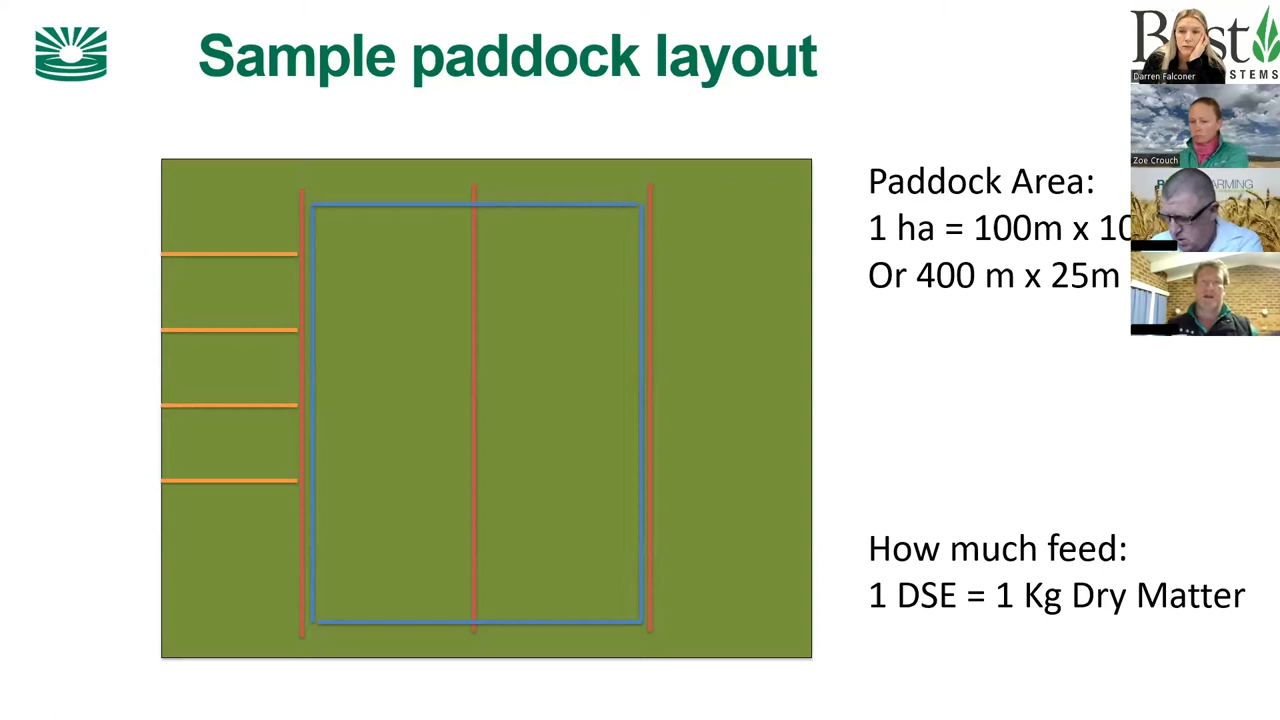 Sample paddock layout
Paddock Area:
1 ha = 100m x 10
Or 400 m x 25m
How much feed:
1 DSE = 1 Kg Dry Matter
STEMS
Darren Falconer
Zoe Crouch
ARMING